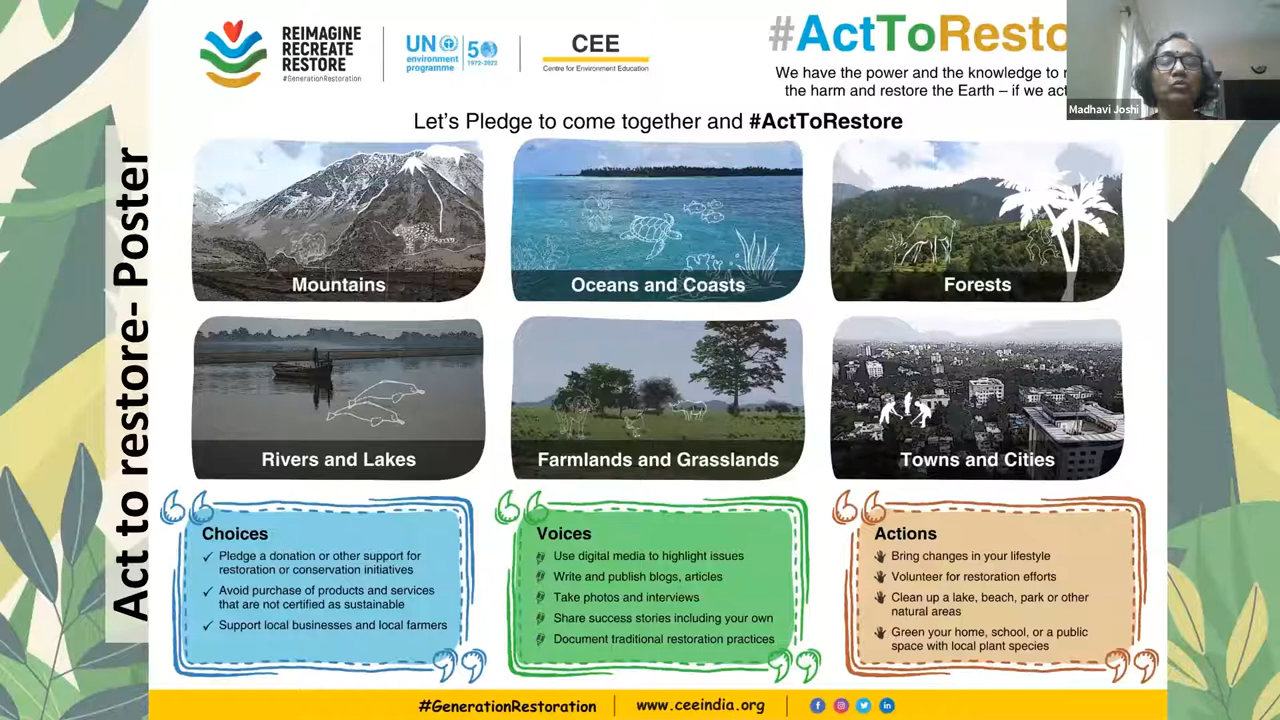 Act to restore- Poster
REIMAGINE
RECREATE
RESTORE
#GenerationRestoration
UN
environment
programme
50
1972-2022
CEE
Centre for Environment Education
#ActToResto
We have the power and the knowledge to r
the harm and restore the Earth – if we act
Madhavi Joshi
Let's Pledge to come together and #ActToRestore
Mountains
Oceans and Coasts
Forests
Rivers and Lakes
Farmlands and Grasslands
Towns and Cities
Choices
Pledge a donation or other support for
restoration or conservation initiatives
Avoid purchase of products and services
that are not certified as sustainable
Support local businesses and local farmers
Voices
Use digital media to highlight issues
Write and publish blogs, articles
Take photos and interviews
Share success stories including your own
Document traditional restoration practices
Actions
Bring changes in your lifestyle
Volunteer for restoration efforts
Clean up a lake, beach, park or other
natural areas
Green your home, school, or a public
space with local plant species
#GenerationRestoration
www.ceeindia.org